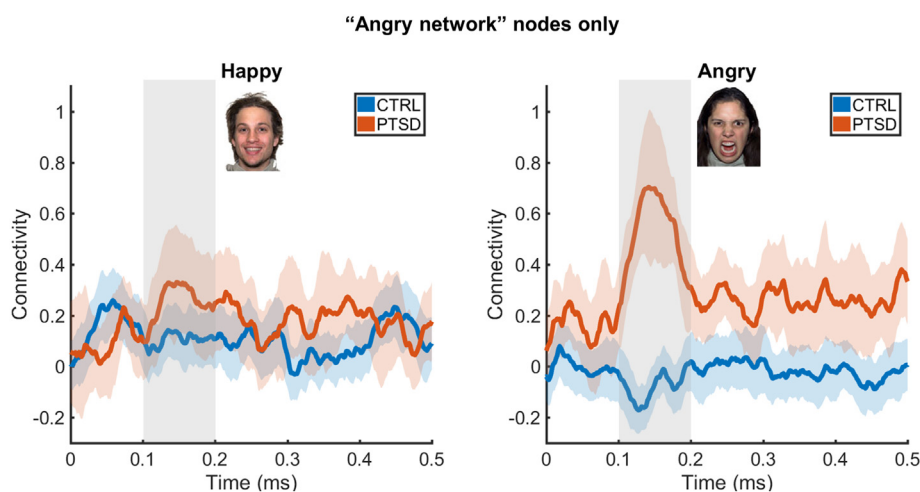 “Angry network” nodes only
Happy
CTRL
PTSD
Connectivity
1
0.8
0.6
0.4
0.2
0
-0.2
0
0.1
0.2
0.3
0.4
0.5
Time (ms)
Angry
CTRL
PTSD
Connectivity
1
0.8
0.6
0.4
0.2
0
-0.2
0
0.1
0.2
0.3
0.4
0.5
Time (ms)